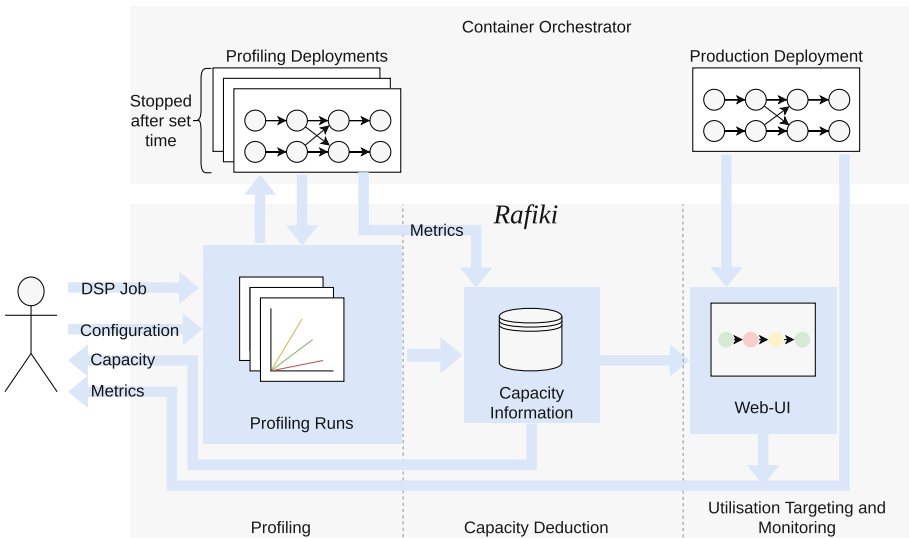 Container Orchestrator
Profiling Deployments
Production Deployment
Stopped
after set
time
Rafiki
Metrics
DSP Job
Configuration
Capacity
Metrics
Profiling Runs
Capacity
Information
Web-UI
Profiling
Capacity Deduction
Utilisation Targeting and
Monitoring